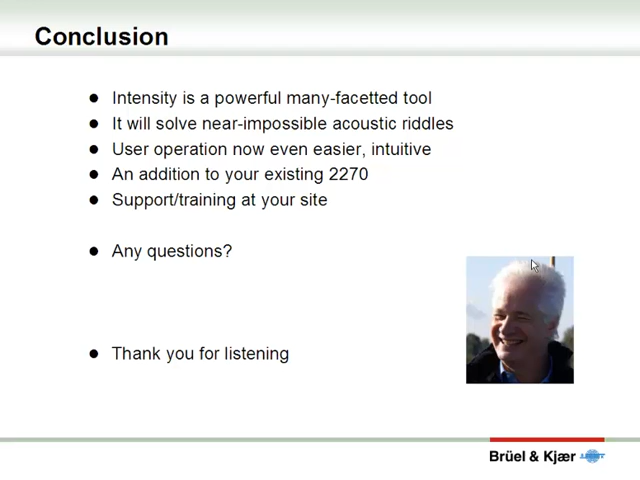 Conclusion
Intensity is a powerful many-facetted tool
It will solve near-impossible acoustic riddles
User operation now even easier, intuitive
An addition to your existing 2270
Support/training at your site
Any questions?
Thank you for listening
Brüel & Kjær